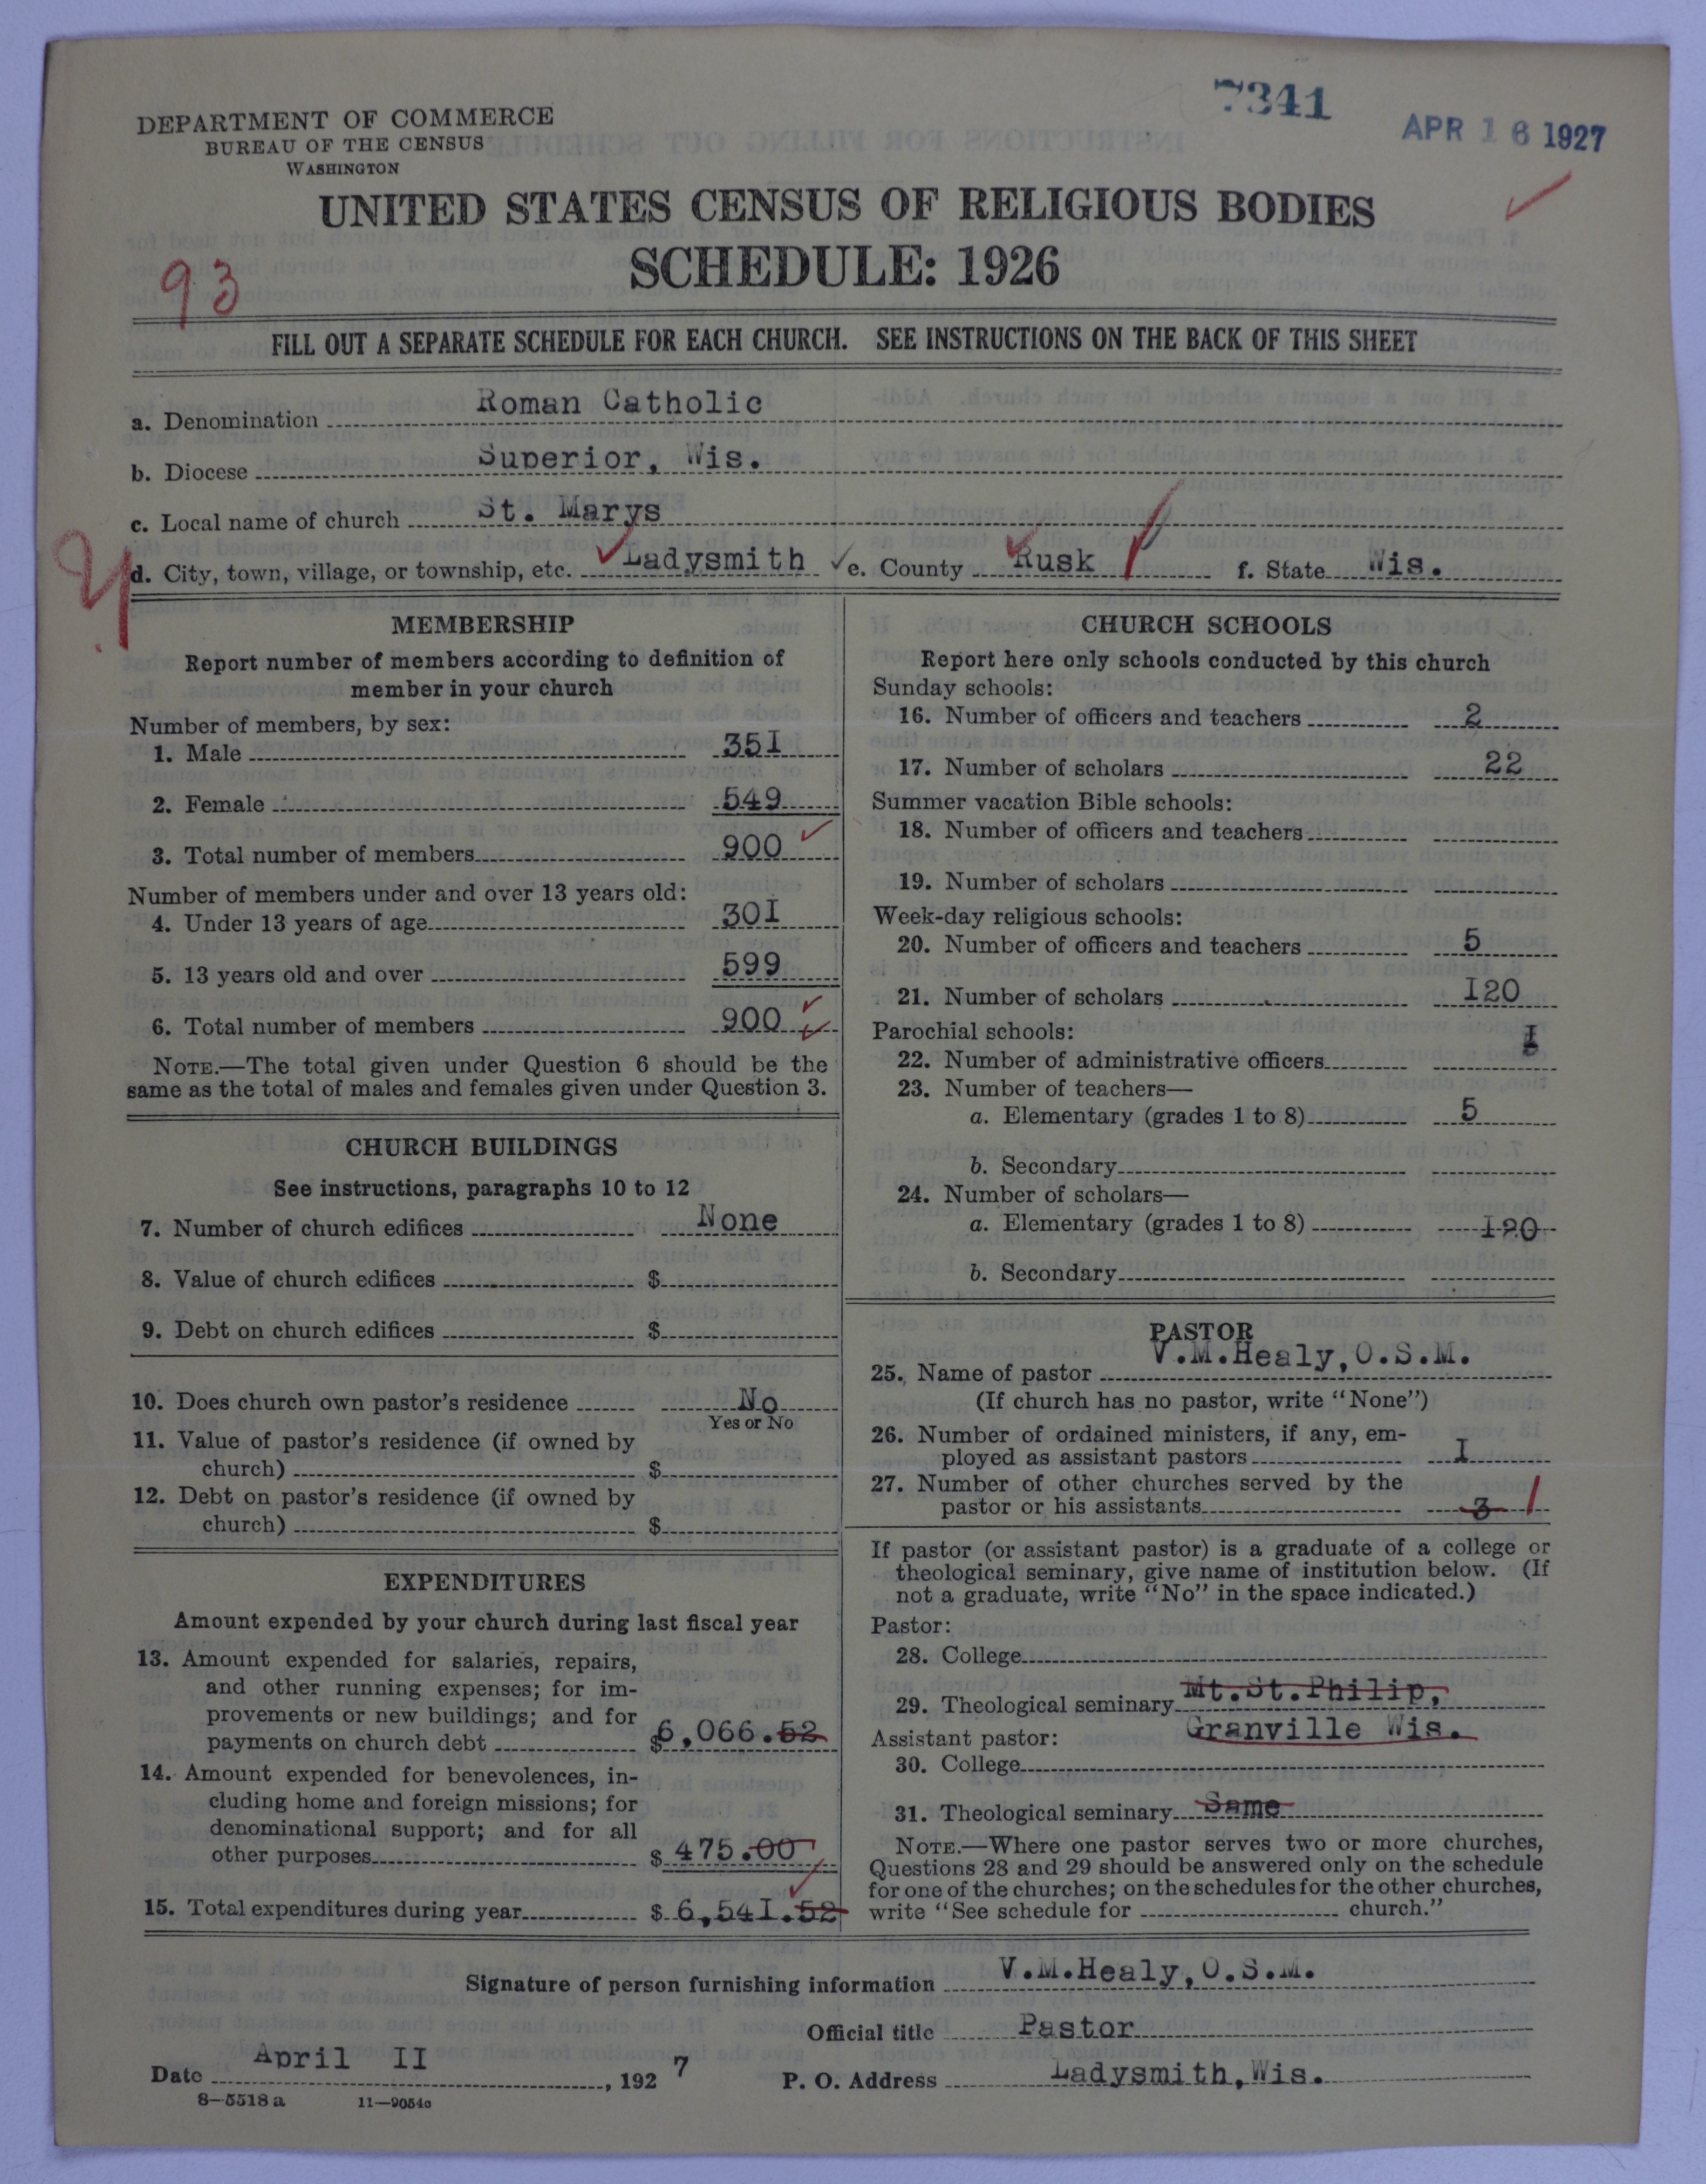 7341
APR 16 1927
DEPARTMENT OF COMMERCE
BUREAU OF THE CENSUS
WASHINGTON
UNITED STATES CENSUS OF RELIGIOUS BODIES
SCHEDULE: 1926
93
FILL OUT A SEPARATE SCHEDULE FOR EACH CHURCH. SEE INSTRUCTIONS ON THE BACK OF THIS SHEET
a. Denomination Roman Catholic
b. Diocese Superior, Wis.
c. Local name of church St. Marys
d. City, town, village, or township, etc. Ladysmith e. County Rusk f. State Wis.
MEMBERSHIP
Report number of members according to definition of
member in your church
Number of members, by sex:
1. Male 35I
2. Female 549
3. Total number of members 900
Number of members under and over 13 years old:
4. Under 13 years of age 30I
5. 13 years old and over 599
6. Total number of members 900
NOTE.—The total given under Question 6 should be the
same as the total of males and females given under Question 3.
CHURCH BUILDINGS
See instructions, paragraphs 10 to 12
7. Number of church edifices None
8. Value of church edifices $
9. Debt on church edifices $
10. Does church own pastor's residence No
Yes or No
11. Value of pastor's residence (if owned by
church) $
12. Debt on pastor's residence (if owned by
church) $
EXPENDITURES
Amount expended by your church during last fiscal year
13. Amount expended for salaries, repairs,
and other running expenses; for im-
provements or new buildings; and for
payments on church debt $6,066.52
14. Amount expended for benevolences, in-
cluding home and foreign missions; for
denominational support; and for all
other purposes $ 475.00
15. Total expenditures during year $ 6,54I.52
CHURCH SCHOOLS
Report here only schools conducted by this church
Sunday schools:
16. Number of officers and teachers 2
17. Number of scholars 22
Summer vacation Bible schools:
18. Number of officers and teachers
19. Number of scholars
Week-day religious schools:
20. Number of officers and teachers 5
21. Number of scholars I20
Parochial schools:
22. Number of administrative officers I
23. Number of teachers—
a. Elementary (grades 1 to 8) 5
b. Secondary
24. Number of scholars—
a. Elementary (grades 1 to 8) I20
b. Secondary
PASTOR
25. Name of pastor V.M.Healy,O.S.M.
(If church has no pastor, write "None")
26. Number of ordained ministers, if any, em-
ployed as assistant pastors I
27. Number of other churches served by the
pastor or his assistants 3 1
If pastor (or assistant pastor) is a graduate of a college or
theological seminary, give name of institution below. (If
not a graduate, write "No" in the space indicated.)
Pastor:
28. College
29. Theological seminary Mt.St.Philip,
Granville Wis.
Assistant pastor:
30. College
31. Theological seminary Same
NOTE.—Where one pastor serves two or more churches,
Questions 28 and 29 should be answered only on the schedule
for one of the churches; on the schedules for the other churches,
write "See schedule for church."
Signature of person furnishing information V.M.Healy,O.S.M.
Official title Pastor
Date April II, 192 7 P. O. Address Ladysmith,Wis.
8—5518 a 11—9054c